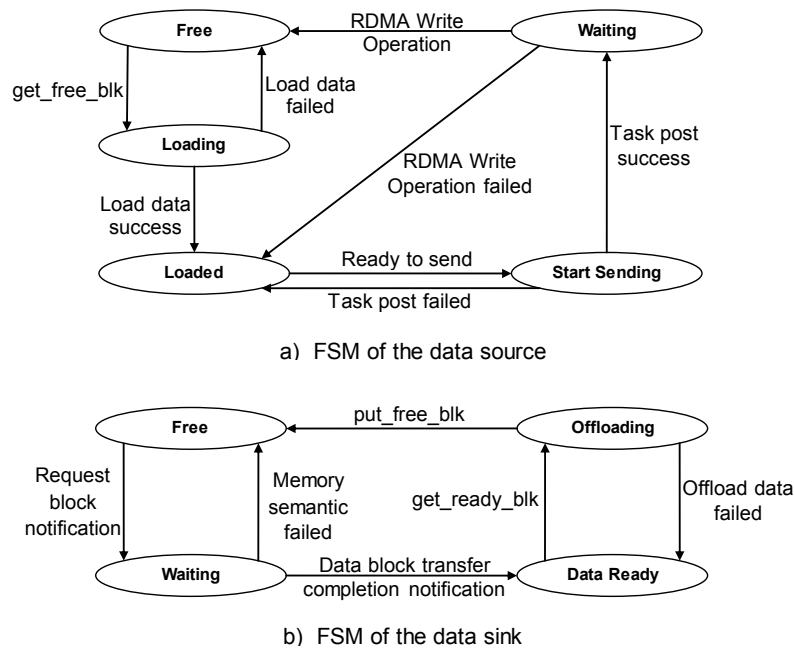 Free
RDMA Write
Operation
Waiting
get_free_blk
Load data
failed
Loading
Task post
success
RDMA Write
Operation failed
Load data
success
Loaded
Ready to send
Start Sending
Task post failed
a) FSM of the data source
Free
put_free_blk
Offloading
Request
block
notification
Memory
semantic
failed
get_ready_blk
Offload data
failed
Waiting
Data block transfer
completion notification
Data Ready
b) FSM of the data sink